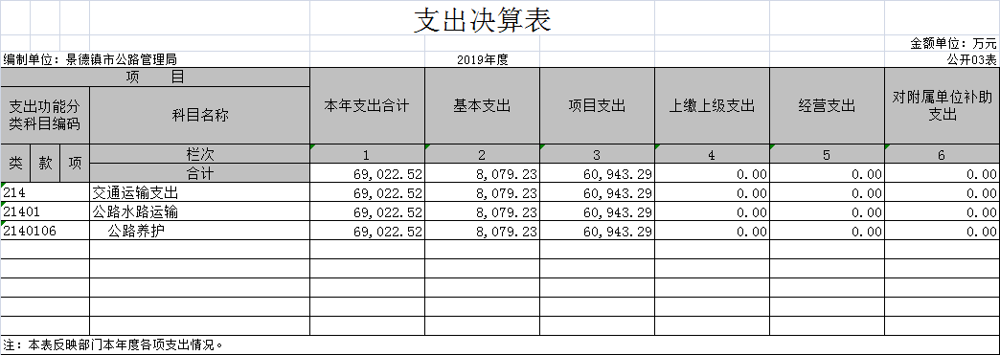 支出决算表
金额单位：万元
编制单位：景德镇市公路管理局 2019年度 公开03表
项 目 本年支出合计 基本支出 项目支出 上缴上级支出 经营支出 对附属单位补助支出
支出功能分类科目编码 科目名称
类 款 项 栏次 1 2 3 4 5 6
合计 69,022.52 8,079.23 60,943.29 0.00 0.00 0.00
214 交通运输支出 69,022.52 8,079.23 60,943.29 0.00 0.00 0.00
21401 公路水路运输 69,022.52 8,079.23 60,943.29 0.00 0.00 0.00
2140106 公路养护 69,022.52 8,079.23 60,943.29 0.00 0.00 0.00
注：本表反映部门本年度各项支出情况。